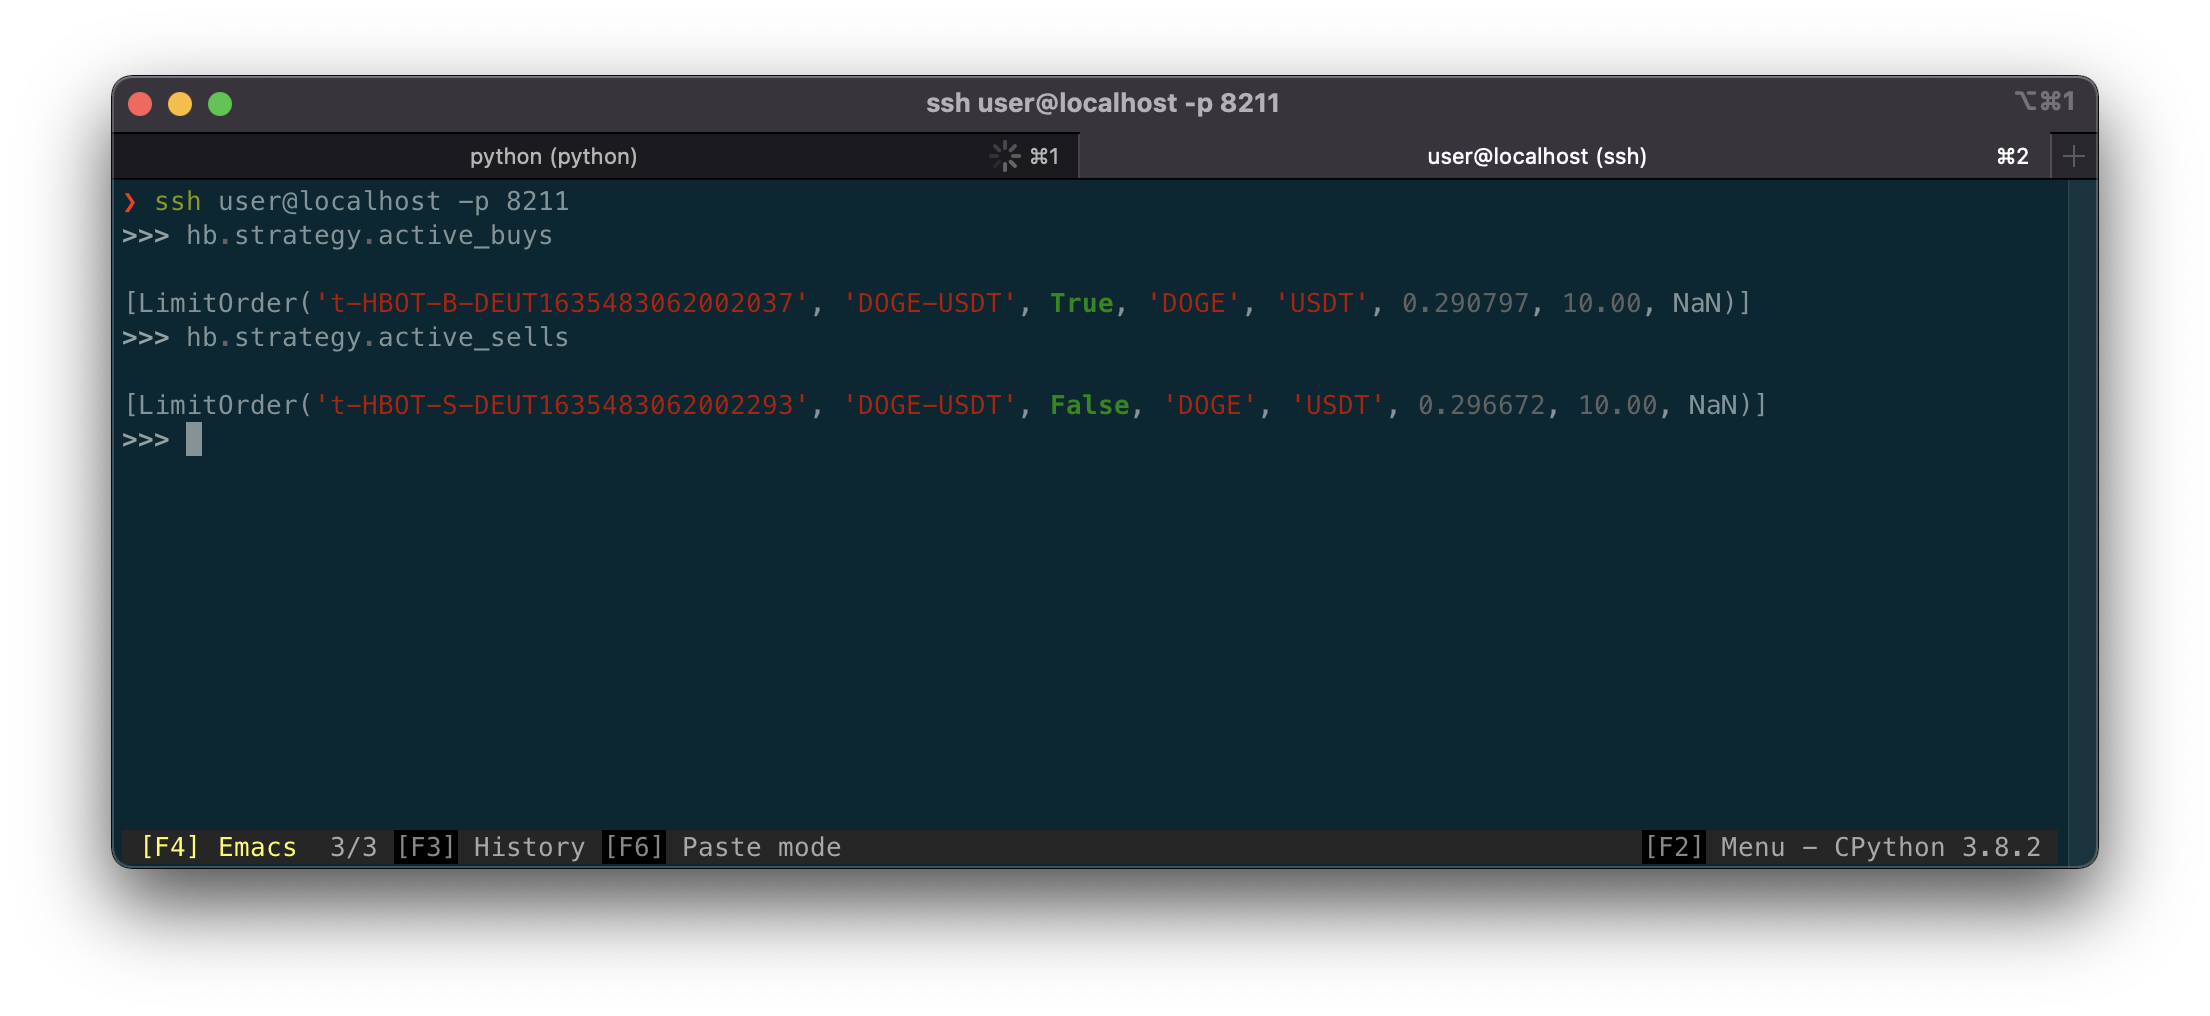 ssh user@localhost -p 8211
⌥⌘1
python (python) ⌘1
user@localhost (ssh) ⌘2 +
❯ ssh user@localhost -p 8211
>>> hb.strategy.active_buys
[LimitOrder('t-HBOT-B-DEUT1635483062002037', 'DOGE-USDT', True, 'DOGE', 'USDT', 0.290797, 10.00, NaN)]
>>> hb.strategy.active_sells
[LimitOrder('t-HBOT-S-DEUT1635483062002293', 'DOGE-USDT', False, 'DOGE', 'USDT', 0.296672, 10.00, NaN)]
>>>
[F4] Emacs 3/3 [F3] History [F6] Paste mode [F2] Menu - CPython 3.8.2